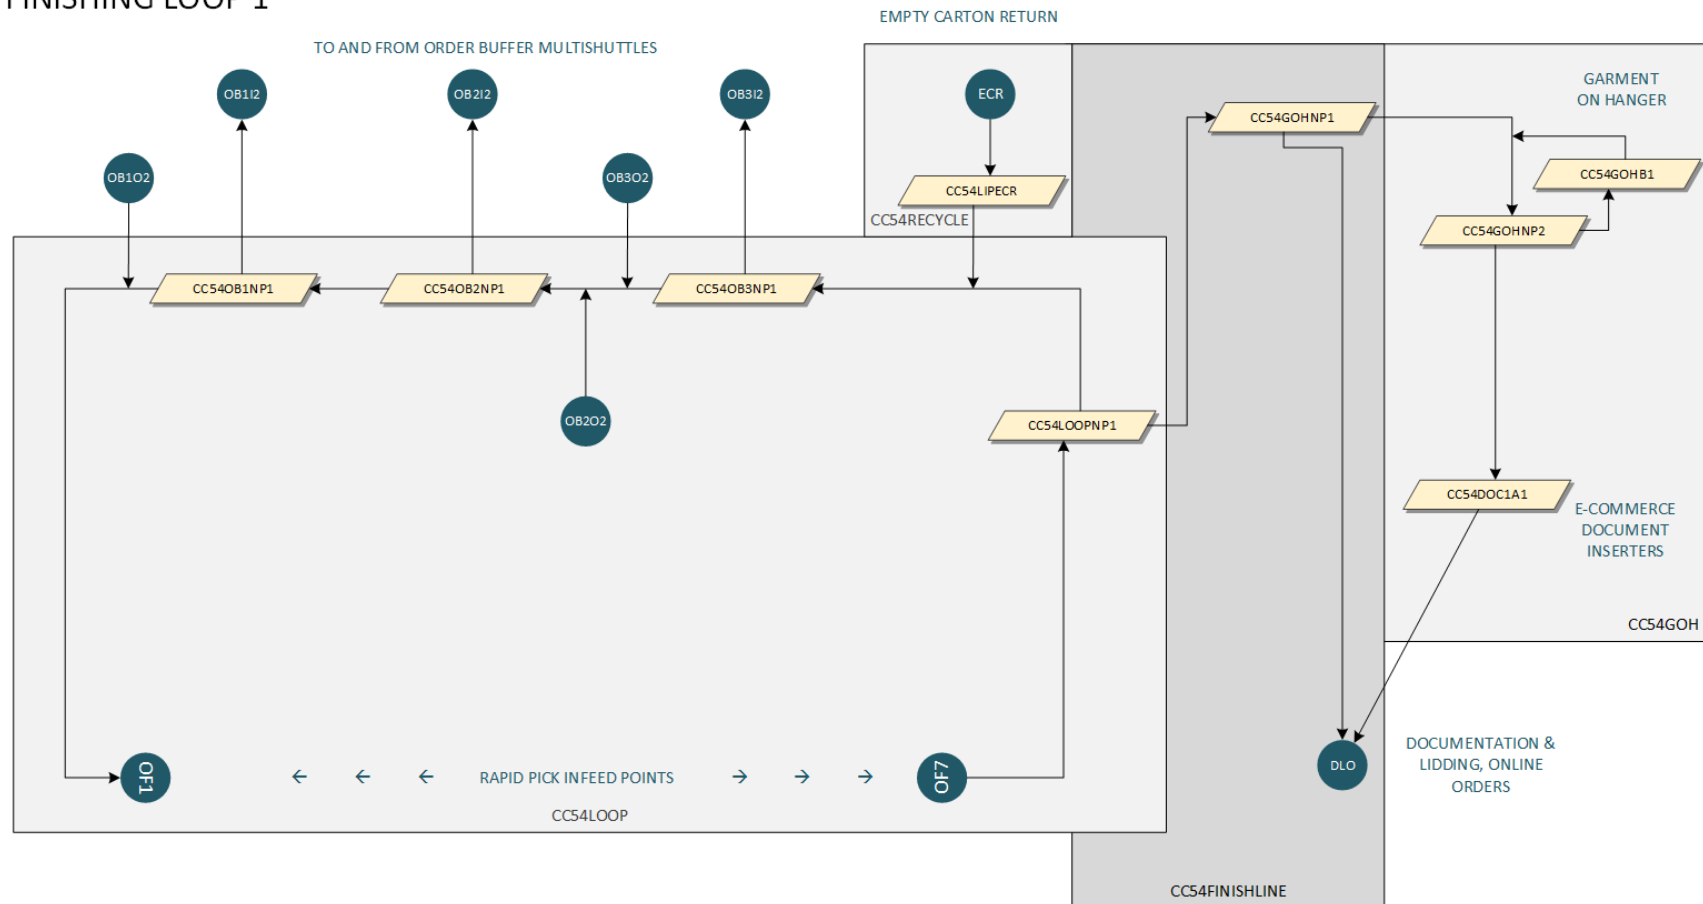 FINISHING LOOP 1
EMPTY CARTON RETURN
TO AND FROM ORDER BUFFER MULTISHUTTLES
OB1I2
OB2I2
OB3I2
ECR
GARMENT
ON HANGER
CC54GOHNP1
OB1O2
OB3O2
CC54LIPECR
CC54GOHB1
CC54RECYCLE
CC54GOHNP2
CC54OB1NP1
CC54OB2NP1
CC54OB3NP1
OB2O2
CC54LOOPNP1
CC54DOC1A1
E-COMMERCE
DOCUMENT
INSERTERS
CC54GOH
OF1
← ← ← RAPID PICK INFEED POINTS → → →
OF7
DLO
DOCUMENTATION &
LIDDING, ONLINE
ORDERS
CC54LOOP
CC54FINISHLINE